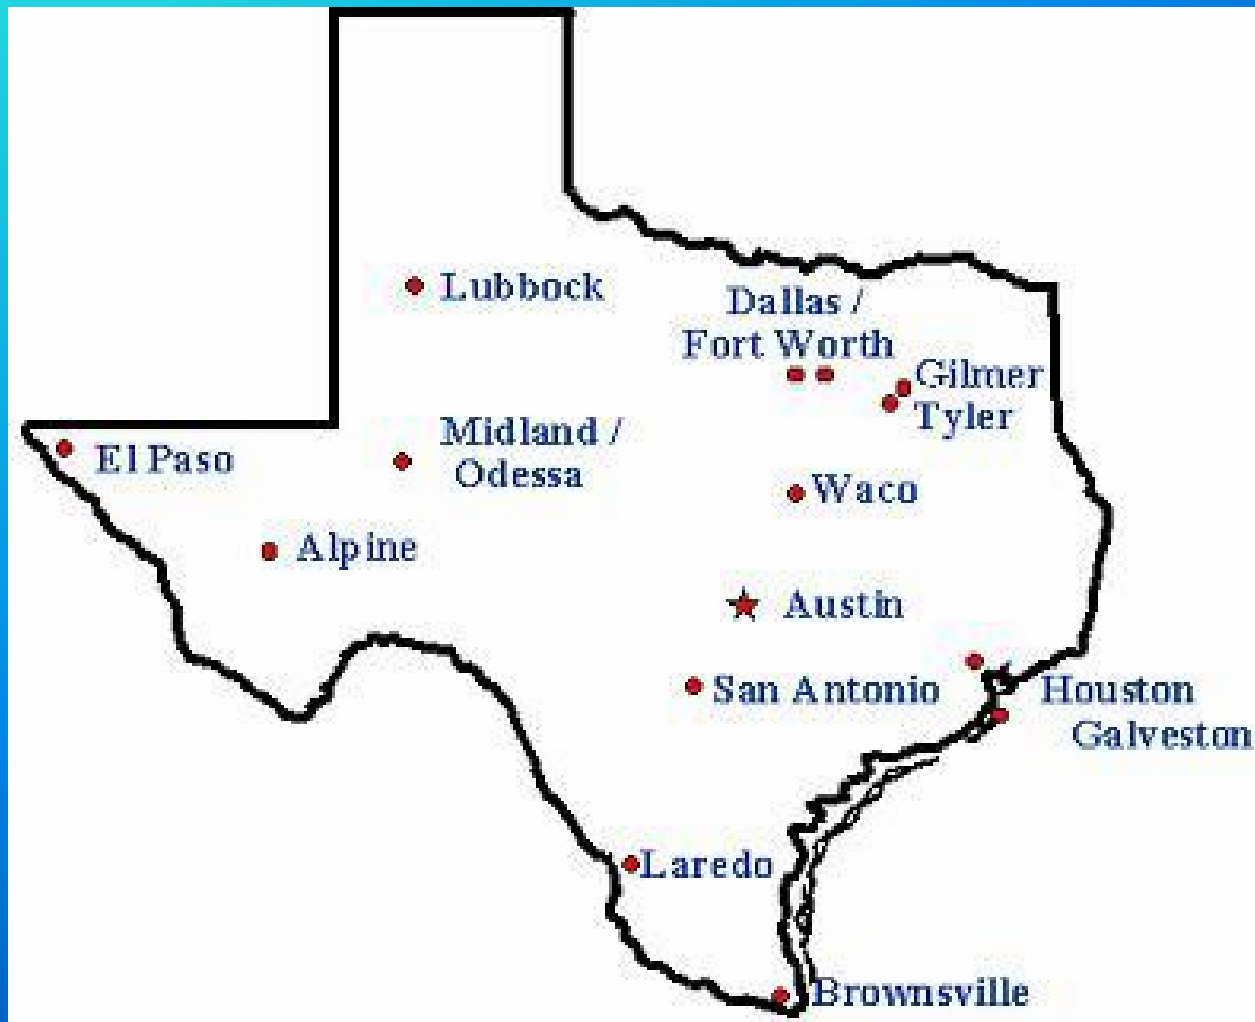 Lubbock
Dallas /
Fort Worth
Gilmer
Tyler
Midland /
Odessa
El Paso
Waco
Alpine
Austin
San Antonio
Houston
Galveston
Laredo
Brownsville